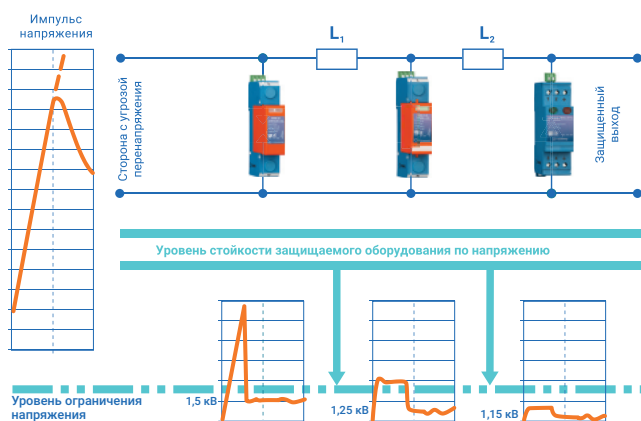 Импульс
напряжения
L1
L2
Сторона с угрозой
перенапряжения
Защищенный
выход
Уровень стойкости защищаемого оборудования по напряжению
Уровень ограничения
напряжения
1,5 кВ
1,25 кВ
1,15 кВ